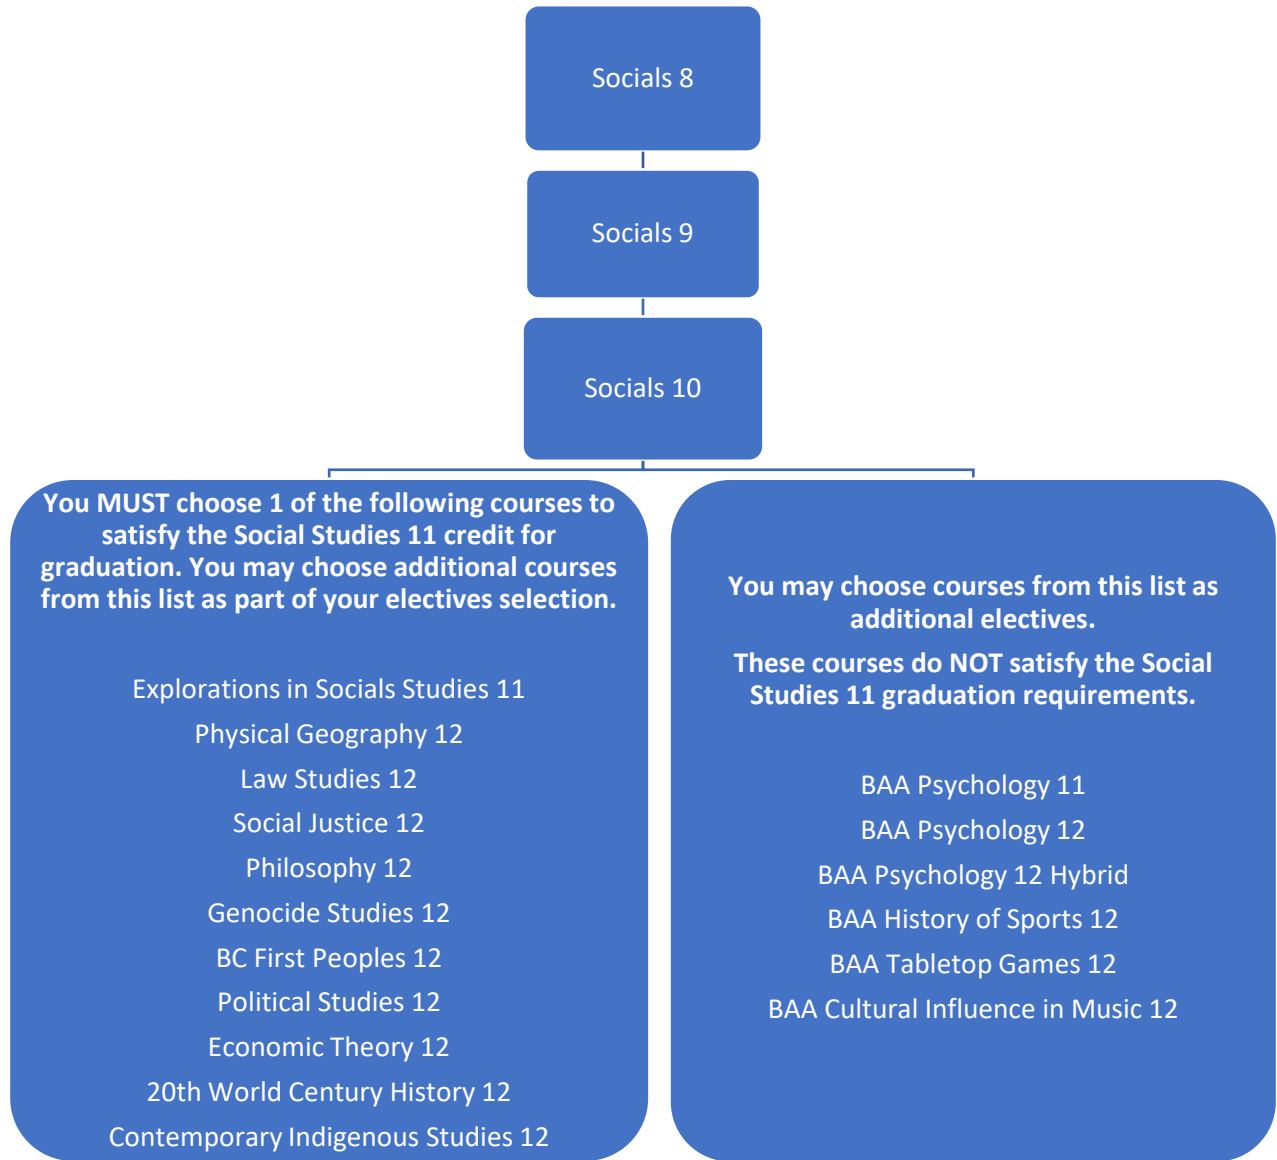 Socials 8
Socials 9
Socials 10
You MUST choose 1 of the following courses to
satisfy the Social Studies 11 credit for
graduation. You may choose additional courses
from this list as part of your electives selection.
Explorations in Socials Studies 11
Physical Geography 12
Law Studies 12
Social Justice 12
Philosophy 12
Genocide Studies 12
BC First Peoples 12
Political Studies 12
Economic Theory 12
20th World Century History 12
Contemporary Indigenous Studies 12
You may choose courses from this list as
additional electives.
These courses do NOT satisfy the Social
Studies 11 graduation requirements.
BAA Psychology 11
BAA Psychology 12
BAA Psychology 12 Hybrid
BAA History of Sports 12
BAA Tabletop Games 12
BAA Cultural Influence in Music 12